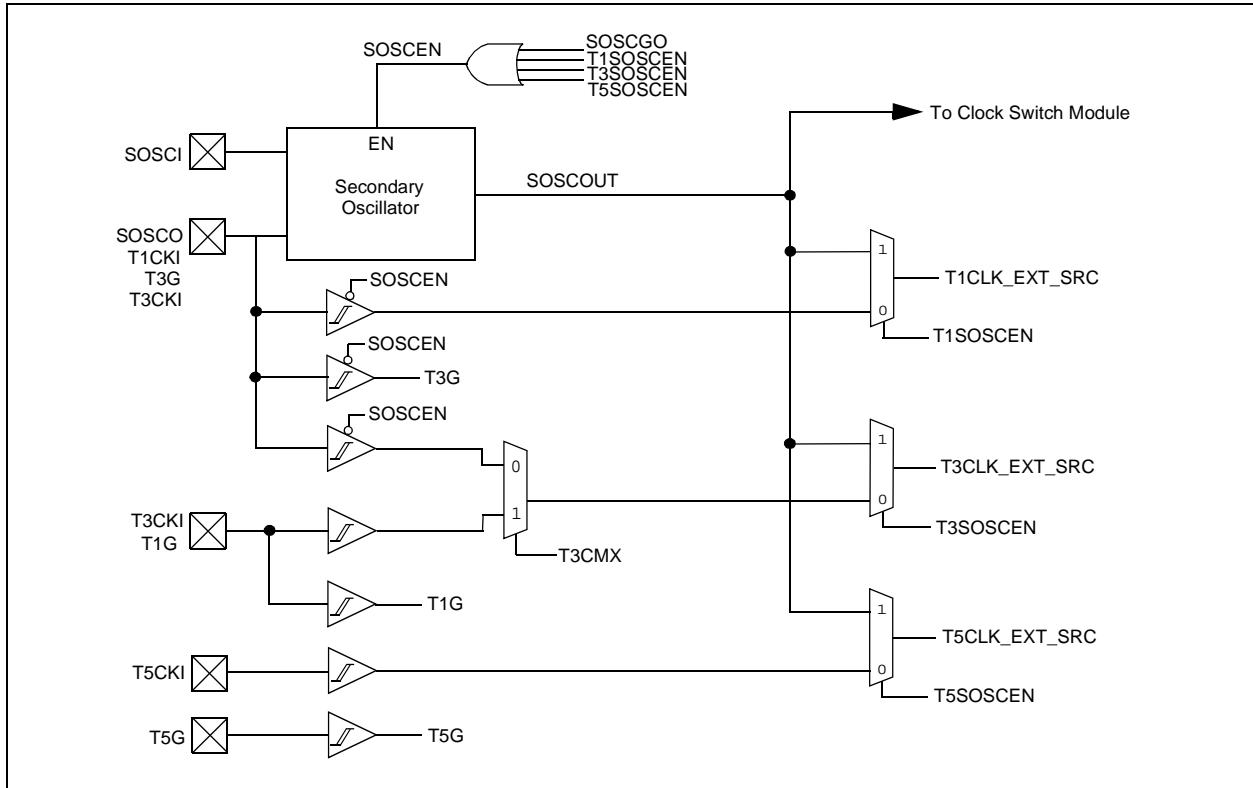 SOSCEN
SOSCGO
T1SOSCEN
T3SOSCEN
T5SOSCEN
To Clock Switch Module
SOSCI
EN
Secondary
Oscillator
SOSCOUT
SOSCO
T1CKI
T3G
T3CKI
SOSCEN
1
0
T1CLK_EXT_SRC
T1SOSCEN
SOSCEN
T3G
SOSCEN
0
1
T3CMX
1
0
T3CLK_EXT_SRC
T3SOSCEN
T3CKI
T1G
T1G
1
0
T5CLK_EXT_SRC
T5SOSCEN
T5CKI
T5G
T5G